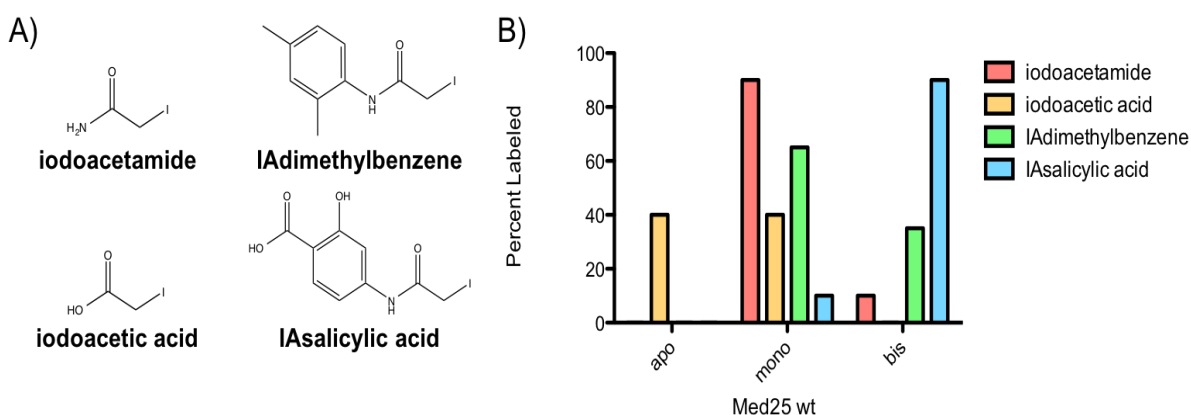 A)
O
H₂N
I
iodoacetamide
O
N
H
I
IAdimethylbenzene
O
HO
I
iodoacetic acid
O
OH
HO
O
N
H
I
IAsalicylic acid
B)
Percent Labeled
100
80
60
40
20
0
apo
mono
bis
Med25 wt
iodoacetamide
iodoacetic acid
IAdimethylbenzene
IAsalicylic acid